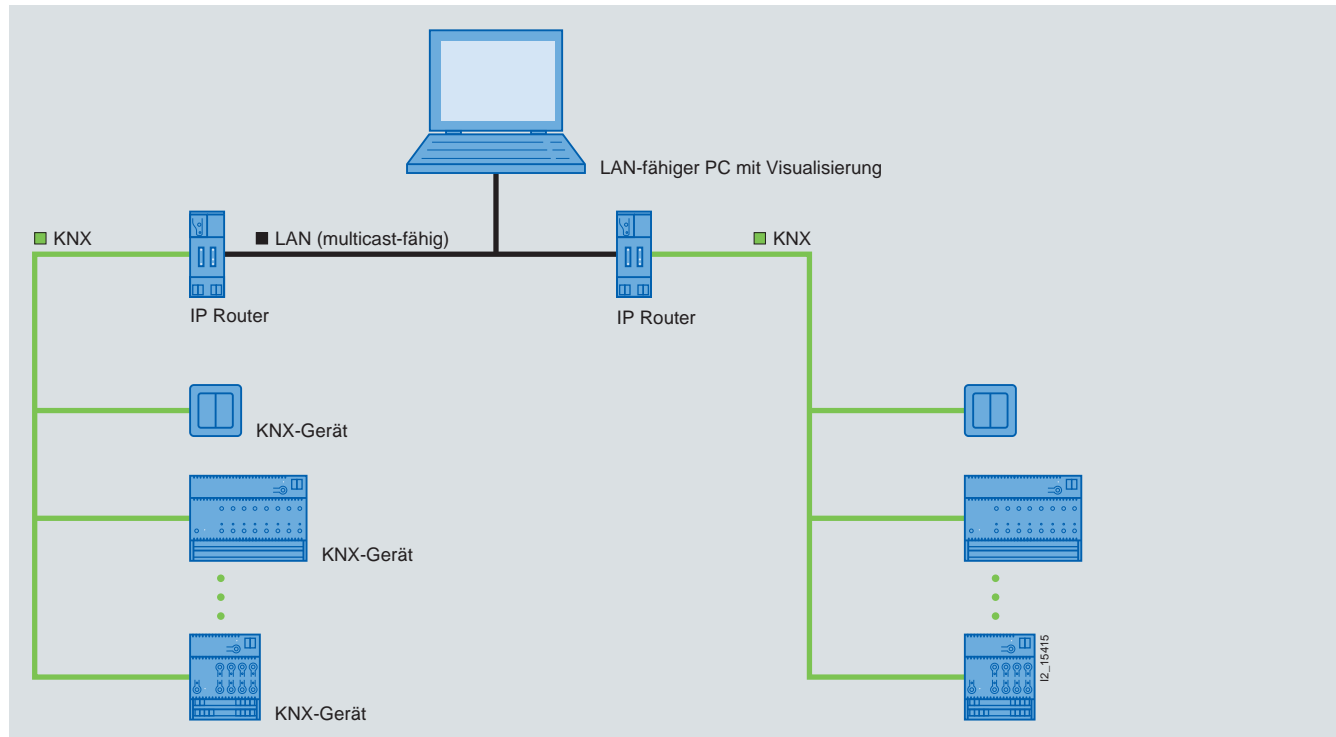 LAN-fähiger PC mit Visualisierung
KNX
LAN (multicast-fähig)
KNX
IP Router
IP Router
KNX-Gerät
KNX-Gerät
I2_15415
KNX-Gerät